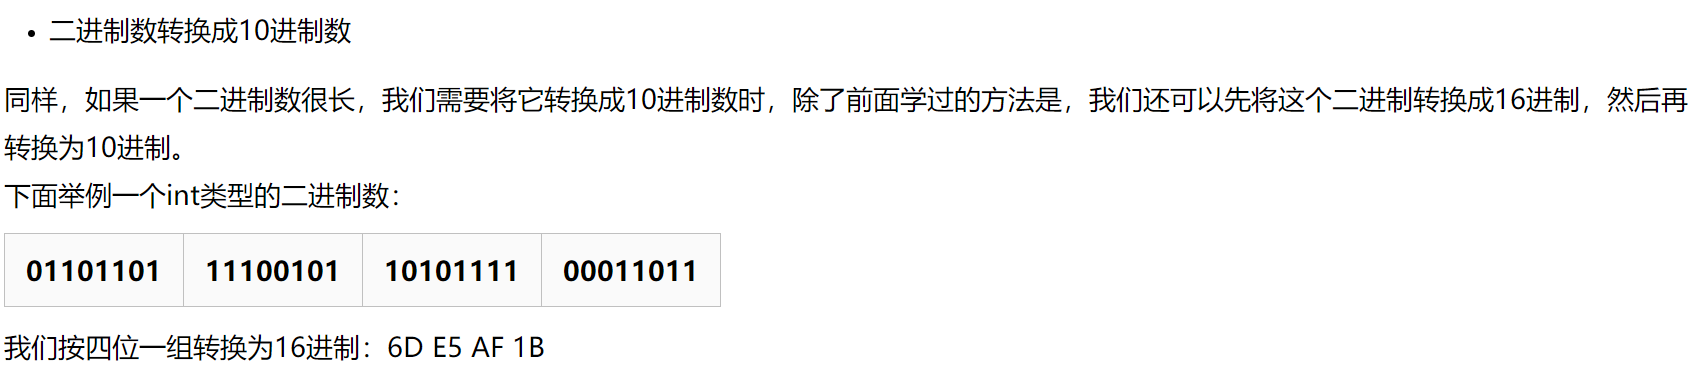 • 二进制数转换成10进制数
同样，如果一个二进制数很长，我们需要将它转换成10进制数时，除了前面学过的方法是，我们还可以先将这个二进制转换成16进制，然后再
转换为10进制。
下面举例一个int类型的二进制数：
01101101 11100101 10101111 00011011
我们按四位一组转换为16进制：6D E5 AF 1B